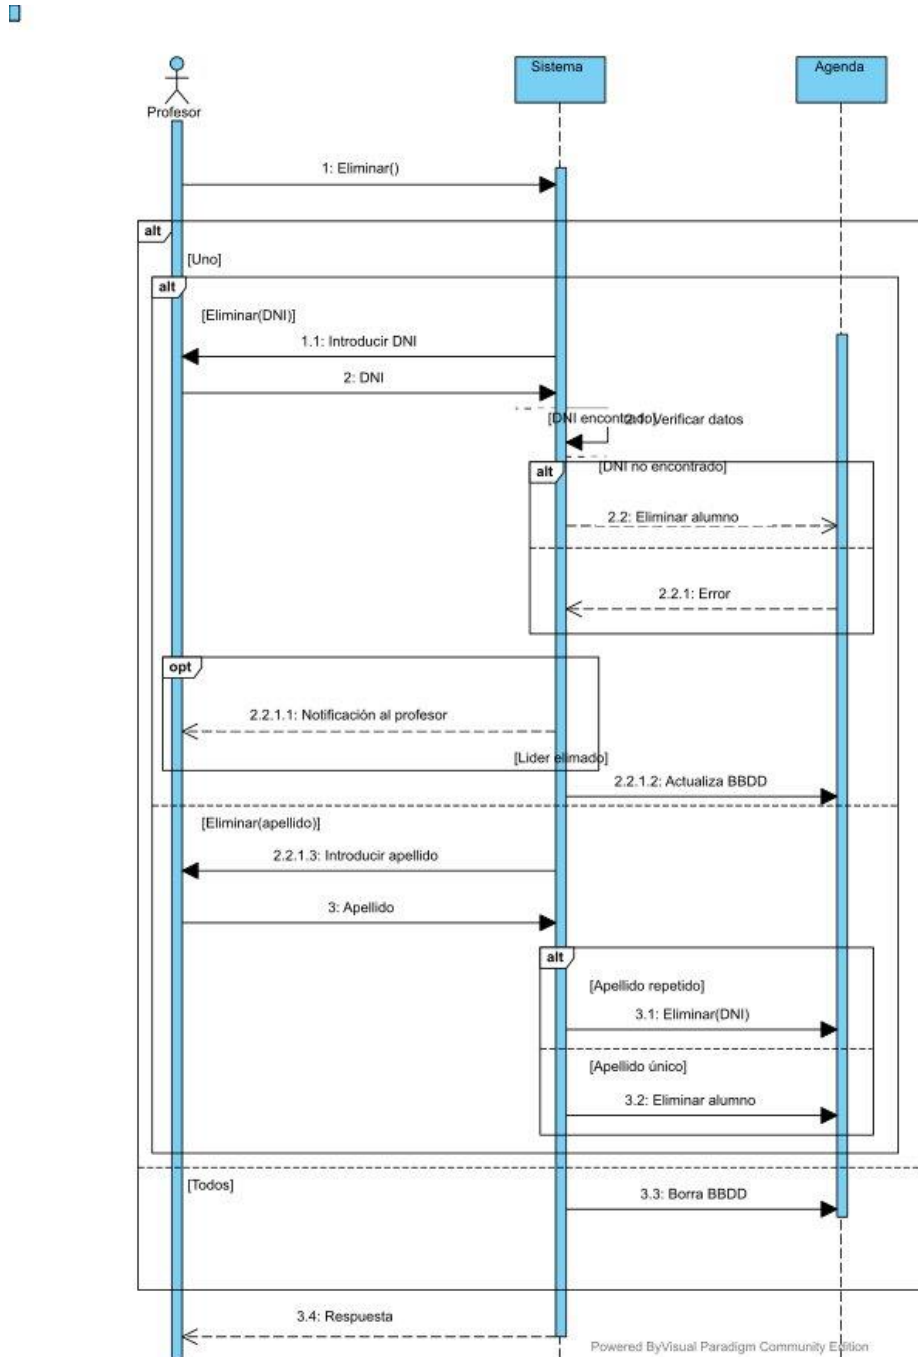 Sistema
Agenda
Profesor
1: Eliminar()
alt
[Uno]
alt
[Eliminar(DNI)]
1.1: Introducir DNI
2: DNI
[DNI encontrado]
2.1: Verificar datos
alt
[DNI no encontrado]
2.2: Eliminar alumno
2.2.1: Error
opt
2.2.1.1: Notificación al profesor
[Lider elimado]
2.2.1.2: Actualiza BBDD
[Eliminar(apellido)]
2.2.1.3: Introducir apellido
3: Apellido
alt
[Apellido repetido]
3.1: Eliminar(DNI)
[Apellido único]
3.2: Eliminar alumno
[Todos]
3.3: Borra BBDD
3.4: Respuesta
Powered ByVisual Paradigm Community Edition